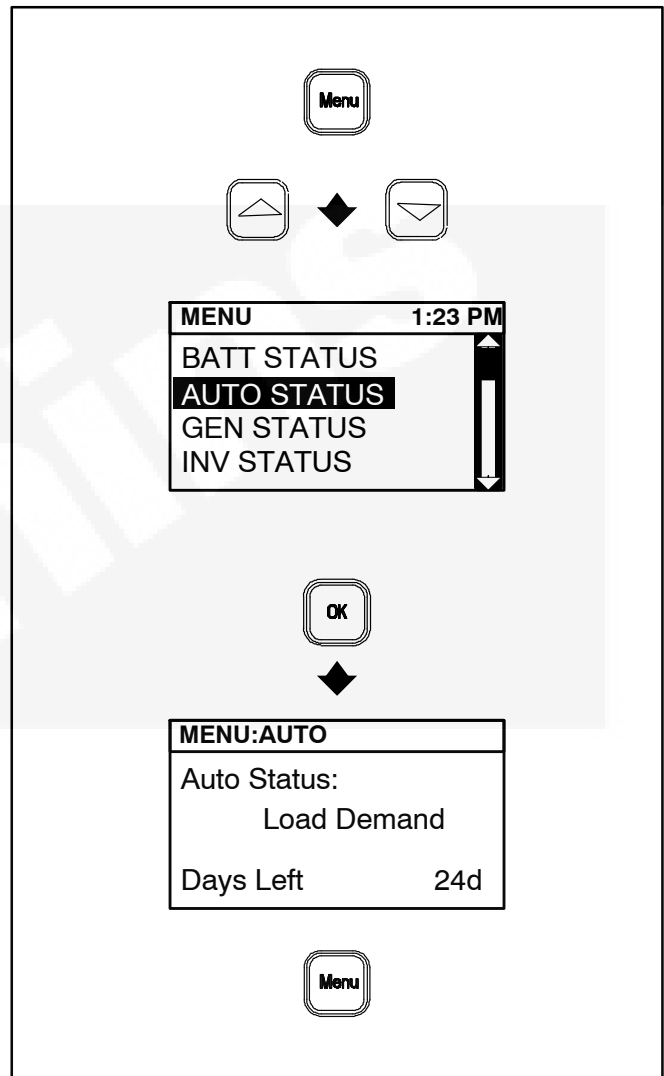 Menu
MENU 1:23 PM
BATT STATUS
AUTO STATUS
GEN STATUS
INV STATUS
OK
MENU:AUTO
Auto Status:
Load Demand
Days Left 24d
Menu